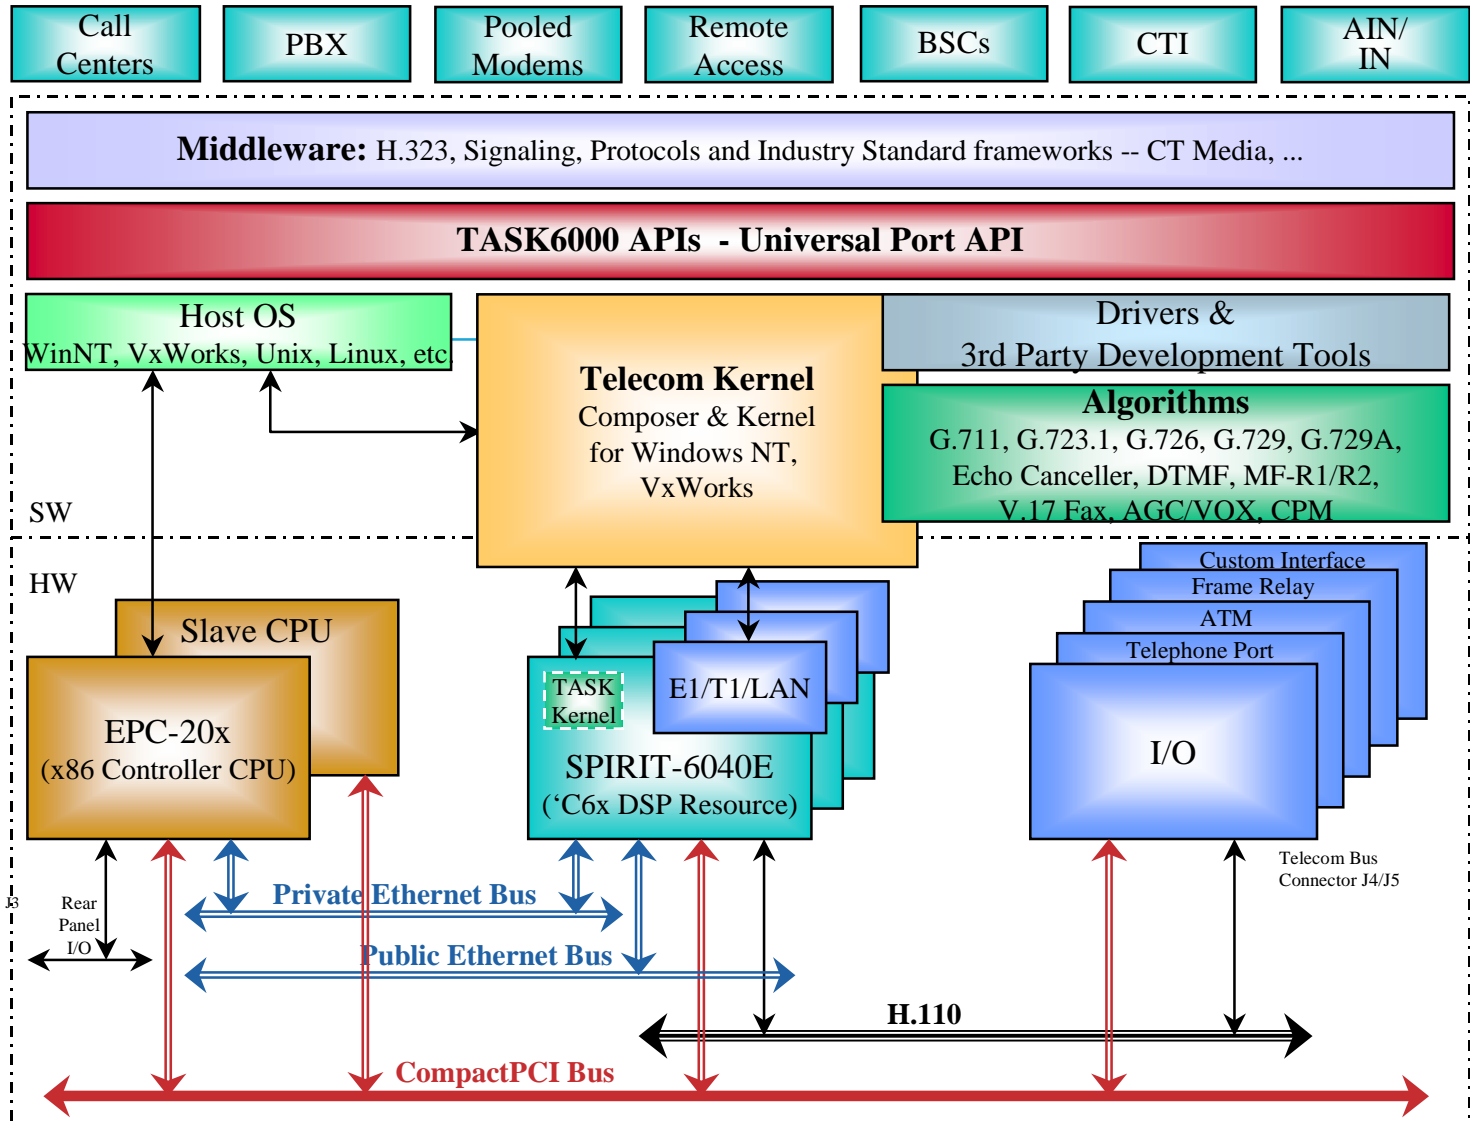 Call
Centers
PBX
Pooled
Modems
Remote
Access
BSCs
CTI
AIN/
IN
Middleware: H.323, Signaling, Protocols and Industry Standard frameworks -- CT Media, ...
TASK6000 APIs - Universal Port API
Host OS
WinNT, VxWorks, Unix, Linux, etc.
Telecom Kernel
Composer & Kernel
for Windows NT,
VxWorks
Drivers &
3rd Party Development Tools
Algorithms
G.711, G.723.1, G.726, G.729, G.729A,
Echo Canceller, DTMF, MF-R1/R2,
V.17 Fax, AGC/VOX, CPM
SW
HW
Slave CPU
EPC-20x
(x86 Controller CPU)
TASK
Kernel
E1/T1/LAN
SPIRIT-6040E
(‘C6x DSP Resource)
Custom Interface
Frame Relay
ATM
Telephone Port
I/O
Telecom Bus
Connector J4/J5
J3
Rear
Panel
I/O
Private Ethernet Bus
Public Ethernet Bus
H.110
CompactPCI Bus